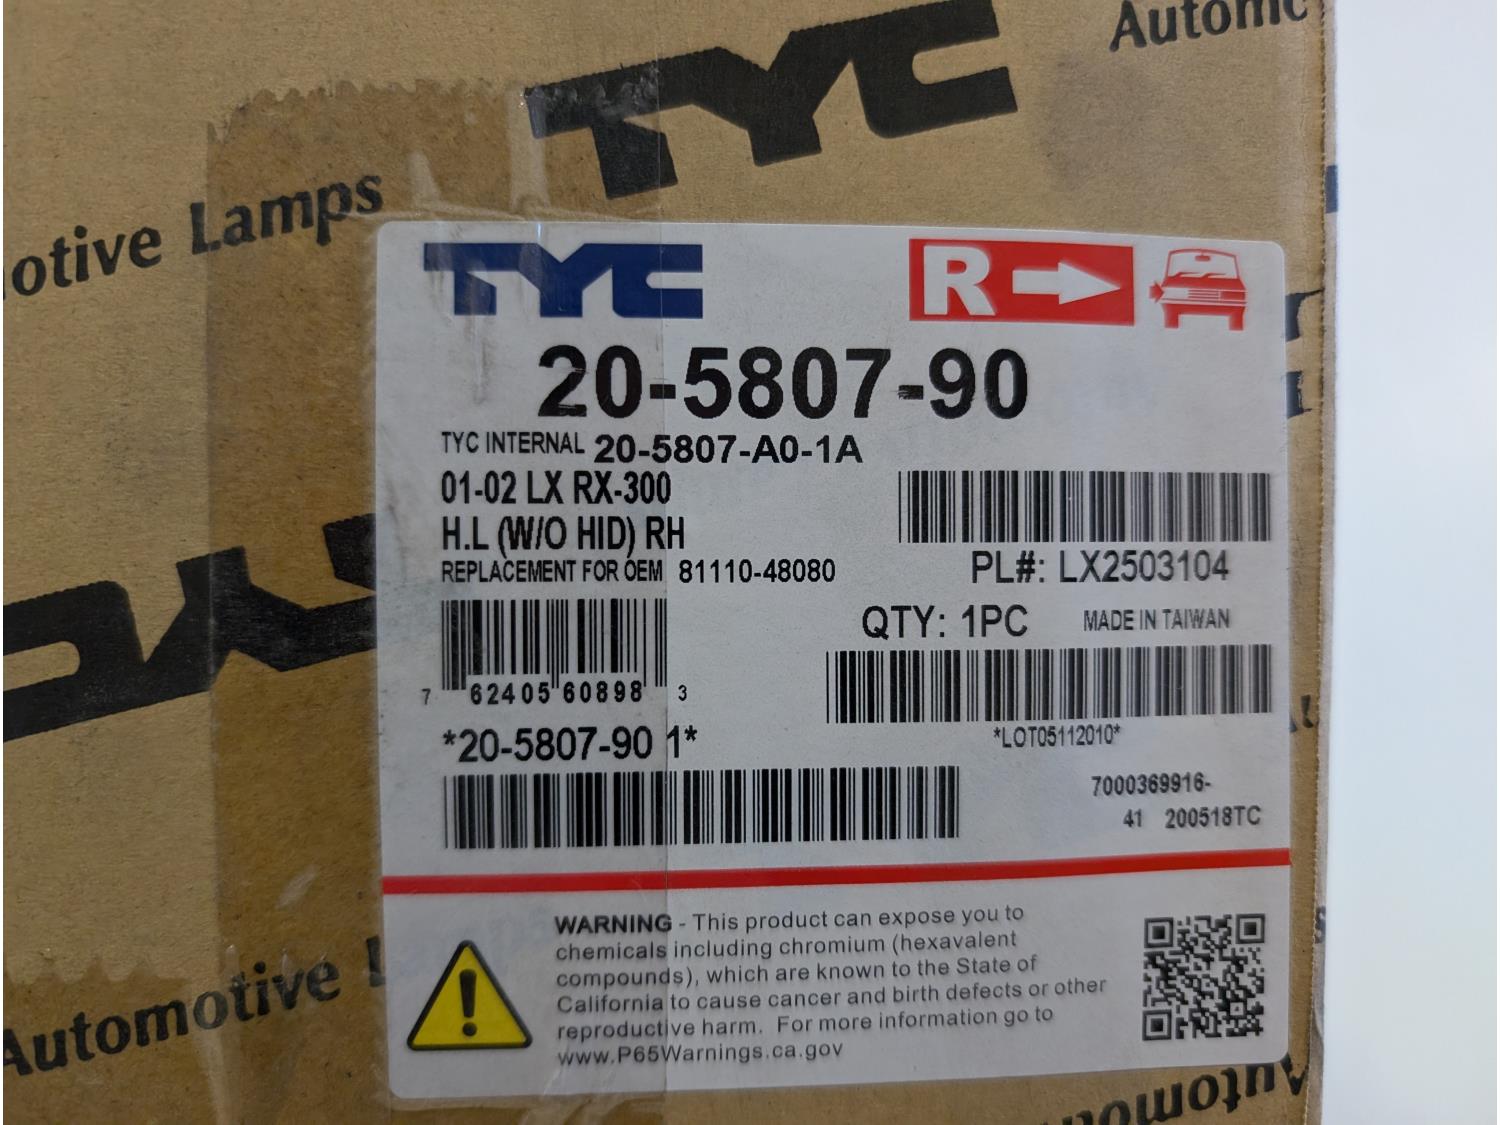 Automo
TYC
otive Lamps
TYC
R
20-5807-90
TYC INTERNAL 20-5807-A0-1A
01-02 LX RX-300
H.L (W/O HID) RH
REPLACEMENT FOR OEM 81110-48080
PL#: LX2503104
QTY: 1PC MADE IN TAIWAN
7 62405 60898 3
*20-5807-90 1*
*LOT05112010*
7000369916-
41 200518TC
TYC
WARNING - This product can expose you to
chemicals including chromium (hexavalent
compounds), which are known to the State of
California to cause cancer and birth defects or other
reproductive harm. For more information go to
www.P65Warnings.ca.gov
Automotive L
Automotiv